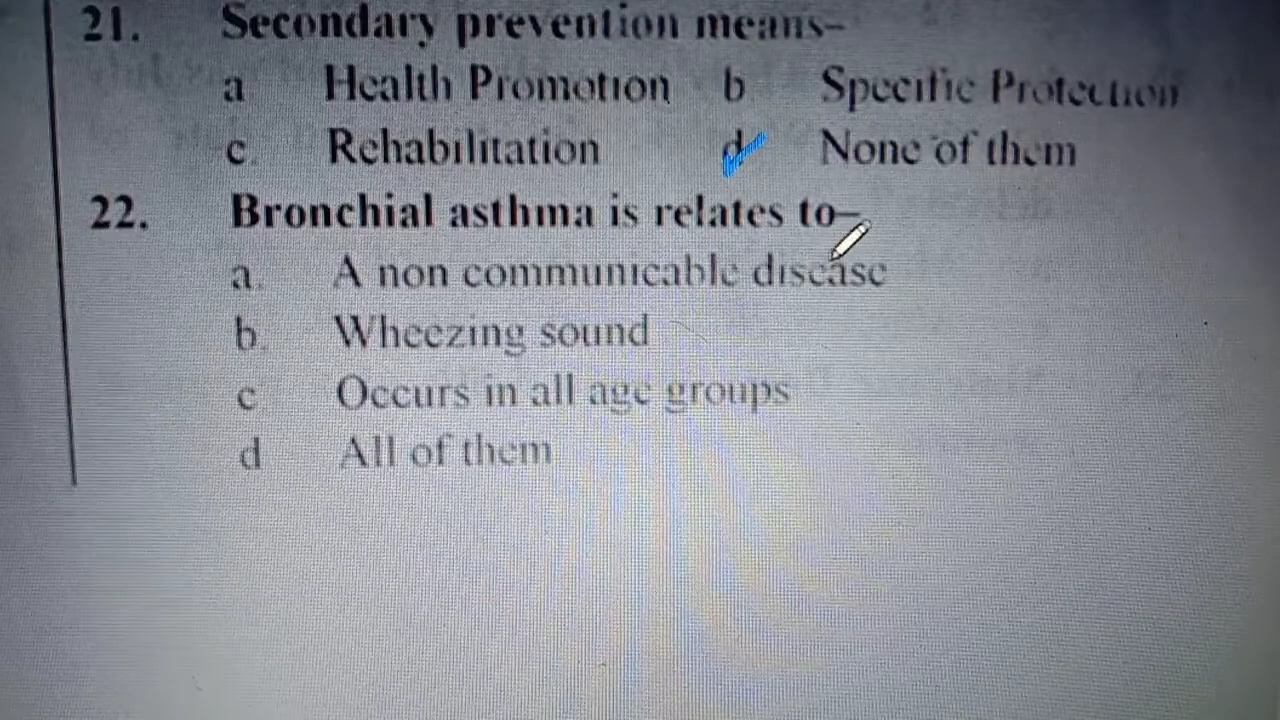 21. Secondary prevention means–
a Health Promotion b Specific Protection
c. Rehabilitation d None of them
22. Bronchial asthma is relates to–
a. A non communicable disease
b. Wheezing sound
c Occurs in all age groups
d All of them